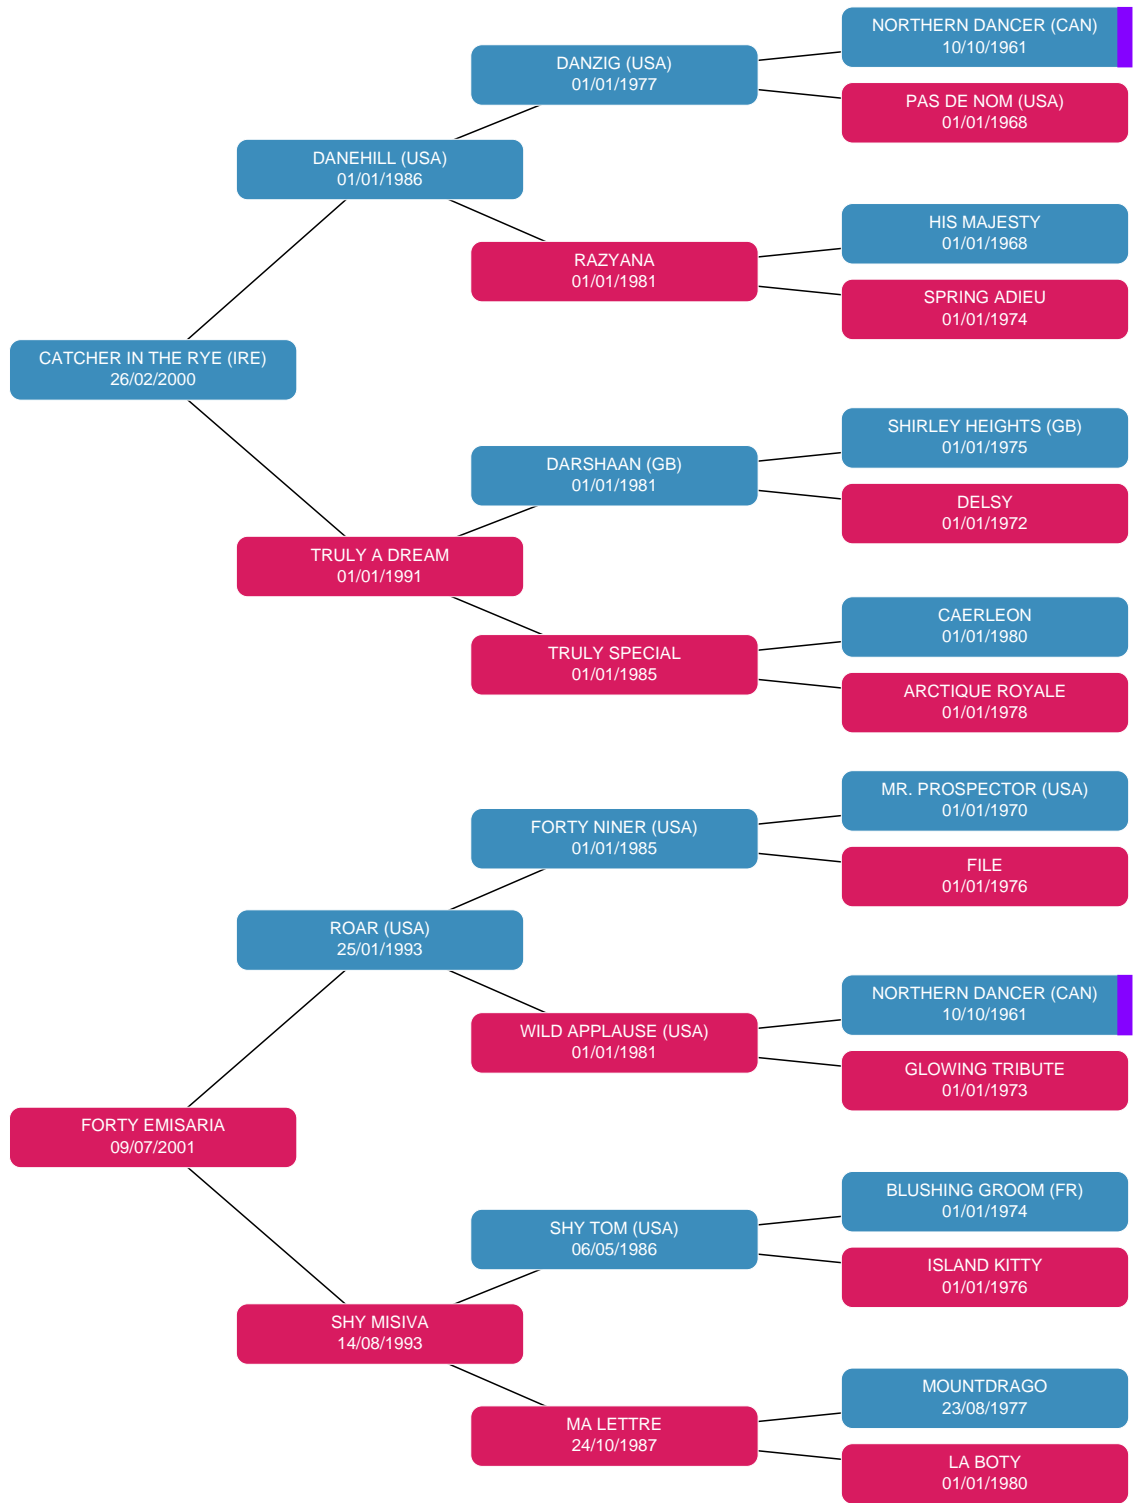 NORTHERN DANCER (CAN)
10/10/1961
DANZIG (USA)
01/01/1977
PAS DE NOM (USA)
01/01/1968
DANEHILL (USA)
01/01/1986
HIS MAJESTY
01/01/1968
RAZYANA
01/01/1981
SPRING ADIEU
01/01/1974
CATCHER IN THE RYE (IRE)
26/02/2000
SHIRLEY HEIGHTS (GB)
01/01/1975
DARSHAAN (GB)
01/01/1981
DELSY
01/01/1972
TRULY A DREAM
01/01/1991
CAERLEON
01/01/1980
TRULY SPECIAL
01/01/1985
ARCTIQUE ROYALE
01/01/1978
MR. PROSPECTOR (USA)
01/01/1970
FORTY NINER (USA)
01/01/1985
FILE
01/01/1976
ROAR (USA)
25/01/1993
NORTHERN DANCER (CAN)
10/10/1961
WILD APPLAUSE (USA)
01/01/1981
GLOWING TRIBUTE
01/01/1973
FORTY EMISARIA
09/07/2001
BLUSHING GROOM (FR)
01/01/1974
SHY TOM (USA)
06/05/1986
ISLAND KITTY
01/01/1976
SHY MISIVA
14/08/1993
MOUNTDRAGO
23/08/1977
MA LETTRE
24/10/1987
LA BOTY
01/01/1980